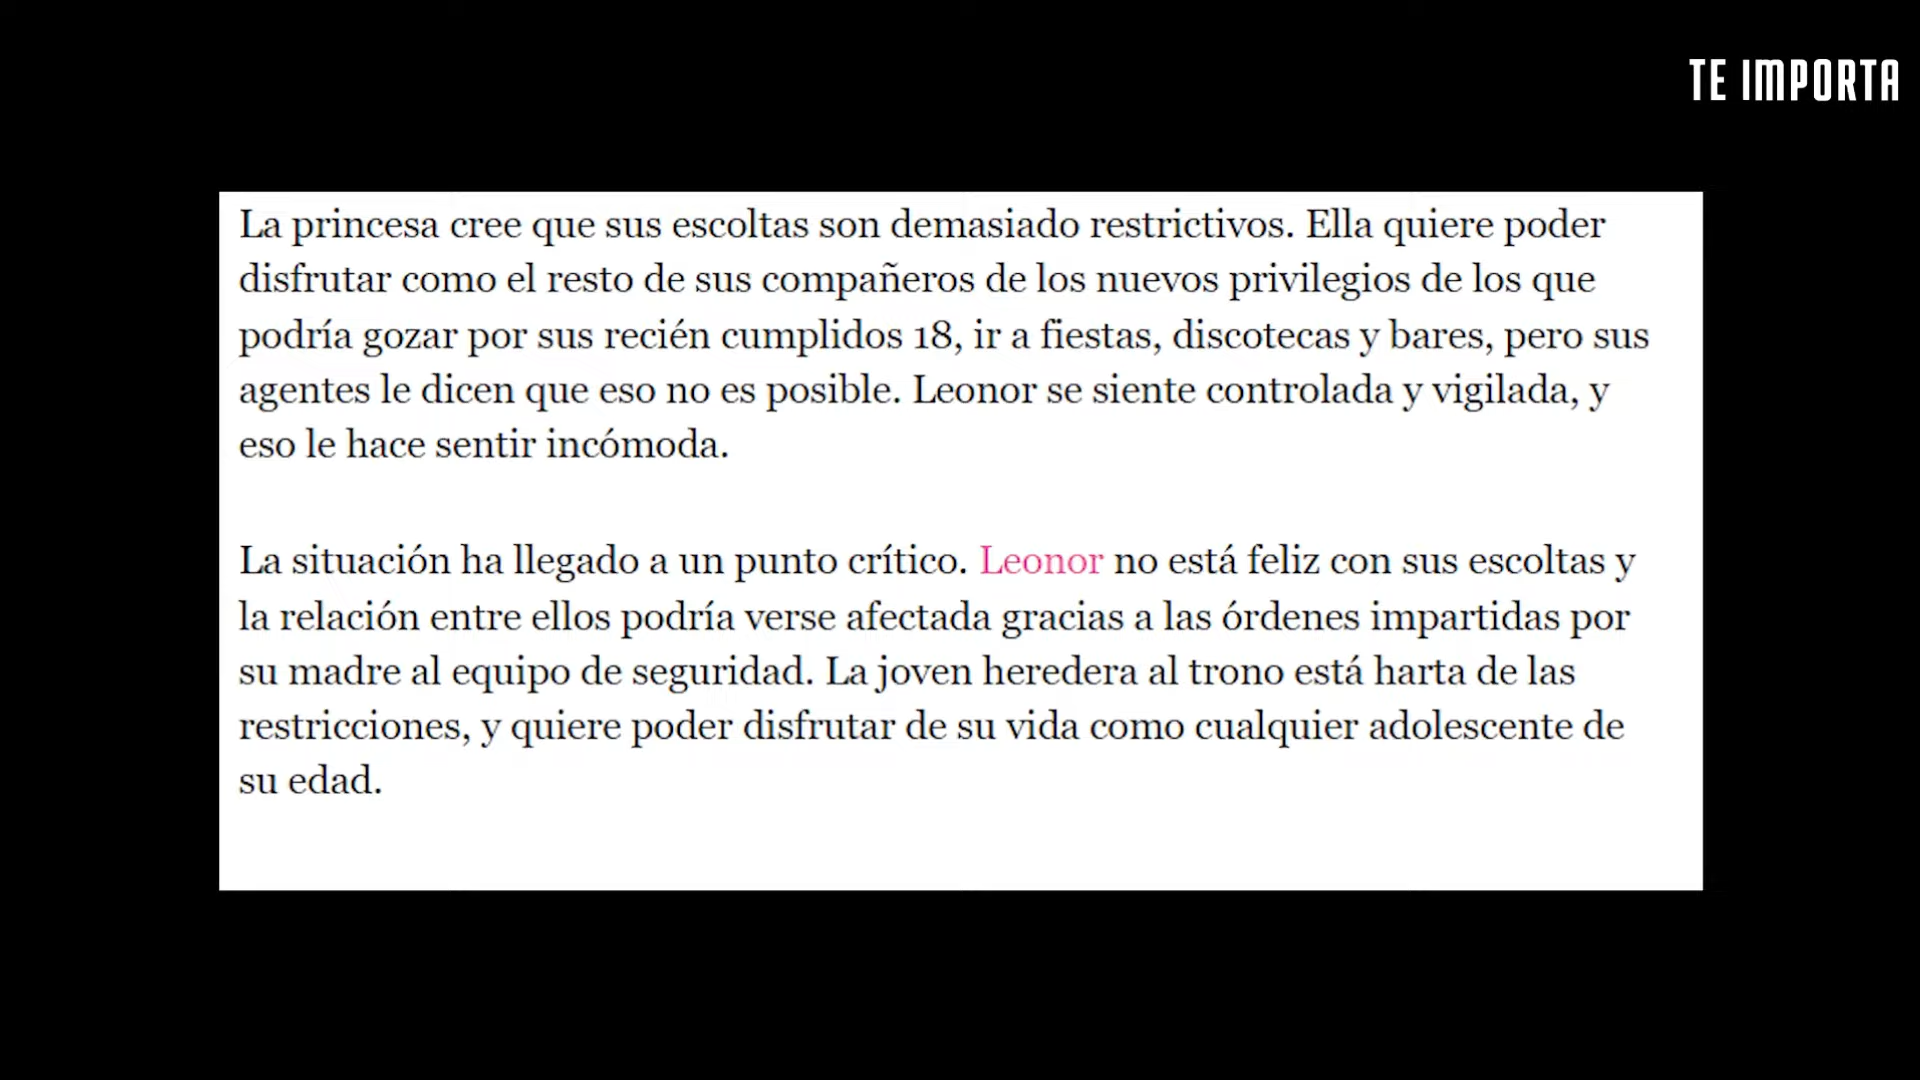 TE IMPORTA
La princesa cree que sus escoltas son demasiado restrictivos. Ella quiere poder
disfrutar como el resto de sus compañeros de los nuevos privilegios de los que
podría gozar por sus recién cumplidos 18, ir a fiestas, discotecas y bares, pero sus
agentes le dicen que eso no es posible. Leonor se siente controlada y vigilada, y
eso le hace sentir incómoda.
La situación ha llegado a un punto crítico. Leonor no está feliz con sus escoltas y
la relación entre ellos podría verse afectada gracias a las órdenes impartidas por
su madre al equipo de seguridad. La joven heredera al trono está harta de las
restricciones, y quiere poder disfrutar de su vida como cualquier adolescente de
su edad.